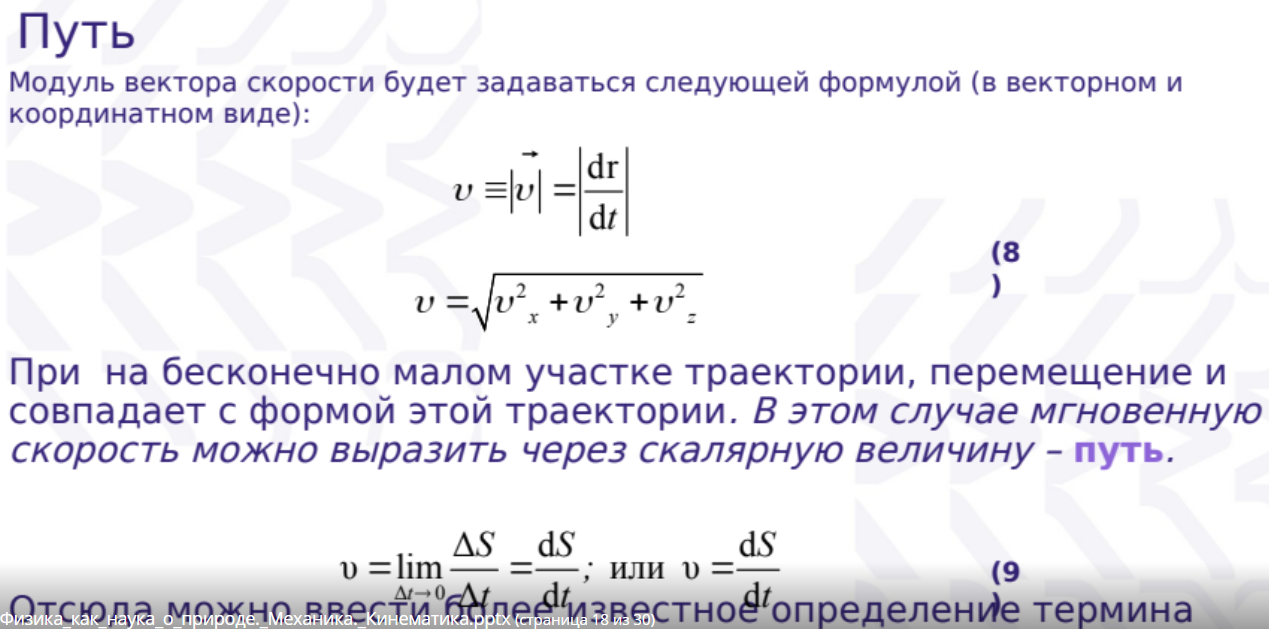 Путь
Модуль вектора скорости будет задаваться следующей формулой (в векторном и
координатном виде):
υ ≡ |υ⃗| = |dr/dt|
(8
)
υ = √(υ²ₓ + υ²_y + υ²_z)
При на бесконечно малом участке траектории, перемещение и
совпадает с формой этой траектории. В этом случае мгновенную
скорость можно выразить через скалярную величину – путь.
υ = lim_{Δt→0} ΔS/Δt = dS/dt; или υ = dS/dt
(9
)
Отсюда можно ввести более известное определение термина
Физика_как_наука_о_природе._Механика._Кинематика.pptx (страница 18 из 30)